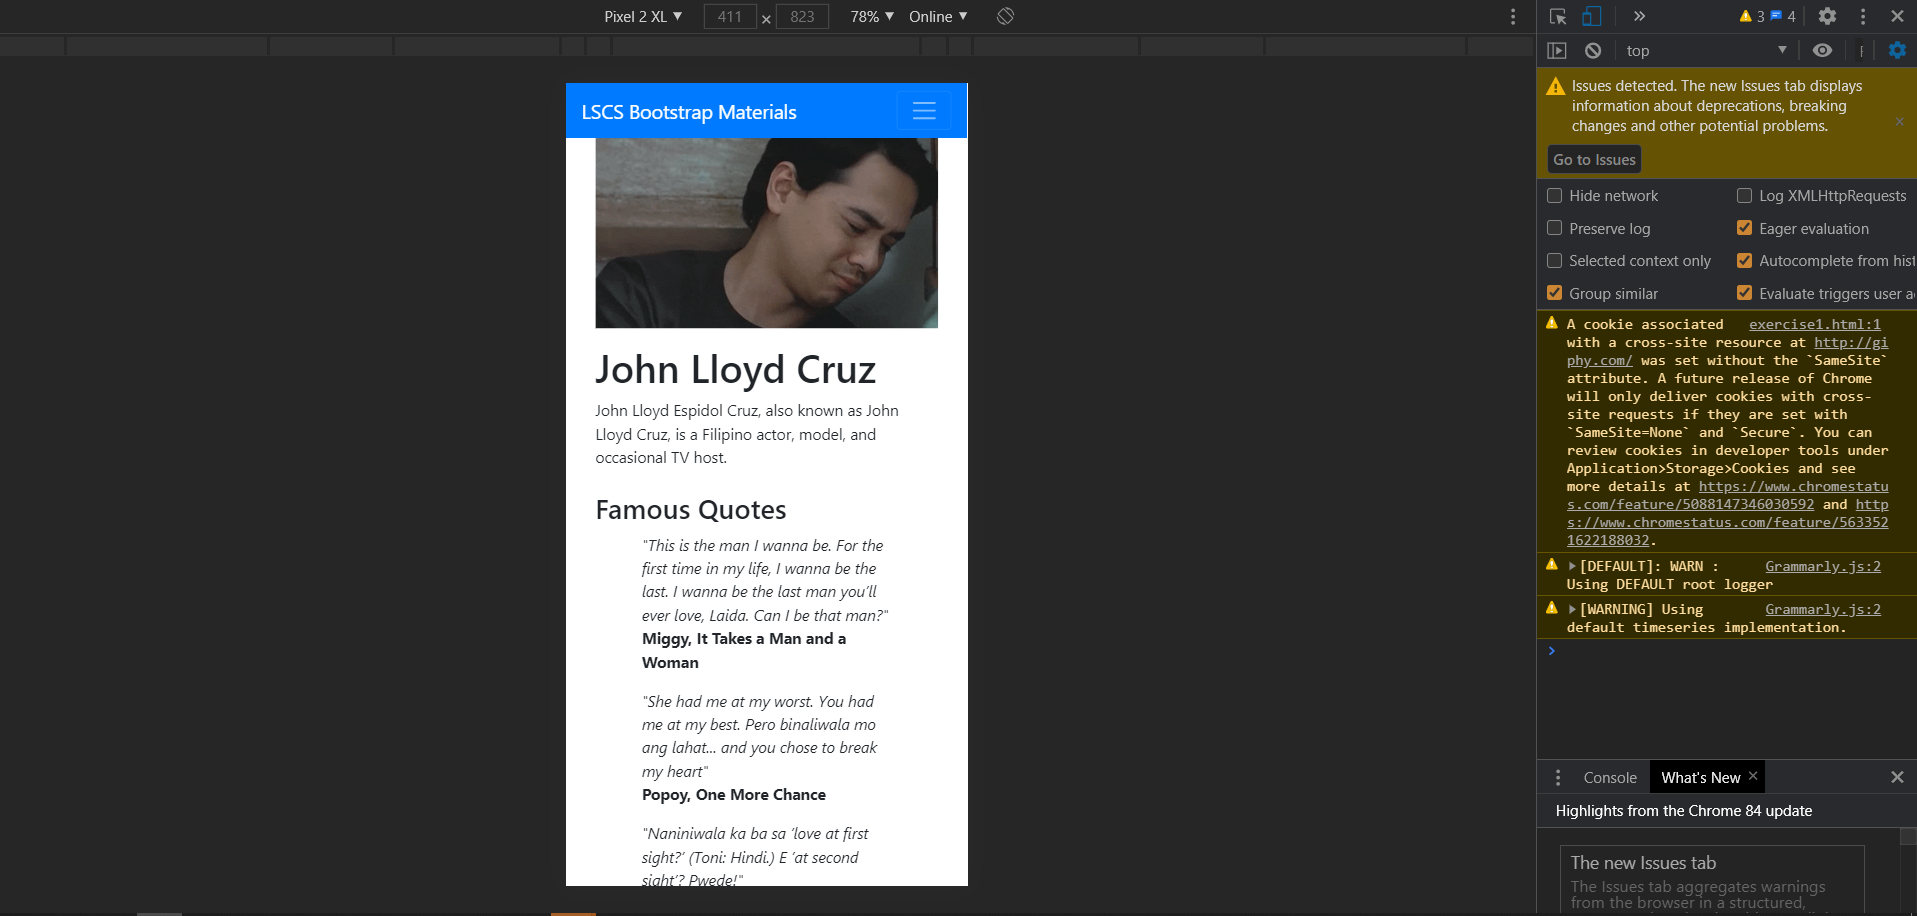 Pixel 2 XL ▼ 411 × 823 78% ▼ Online ▼
3 4
top
Issues detected. The new Issues tab displays
information about deprecations, breaking
changes and other potential problems.
Go to Issues
Hide network Log XMLHttpRequests
Preserve log Eager evaluation
Selected context only Autocomplete from hist
Group similar Evaluate triggers user a
A cookie associated exercise1.html:1
with a cross-site resource at http://gi
phy.com/ was set without the `SameSite`
attribute. A future release of Chrome
will only deliver cookies with cross-
site requests if they are set with
`SameSite=None` and `Secure`. You can
review cookies in developer tools under
Application>Storage>Cookies and see
more details at https://www.chromestatu
s.com/feature/5088147346030592 and http
s://www.chromestatus.com/feature/563352
1622188032.
[DEFAULT]: WARN : Grammarly.js:2
Using DEFAULT root logger
[WARNING] Using Grammarly.js:2
default timeseries implementation.
Console What's New
Highlights from the Chrome 84 update
The new Issues tab
The Issues tab aggregates warnings
from the browser in a structured,
LSCS Bootstrap Materials
John Lloyd Cruz
John Lloyd Espidol Cruz, also known as John
Lloyd Cruz, is a Filipino actor, model, and
occasional TV host.
Famous Quotes
"This is the man I wanna be. For the
first time in my life, I wanna be the
last. I wanna be the last man you'll
ever love, Laida. Can I be that man?"
Miggy, It Takes a Man and a
Woman
"She had me at my worst. You had
me at my best. Pero binaliwala mo
ang lahat... and you chose to break
my heart"
Popoy, One More Chance
"Naniniwala ka ba sa 'love at first
sight?' (Toni: Hindi.) E 'at second
sight'? Pwede!"